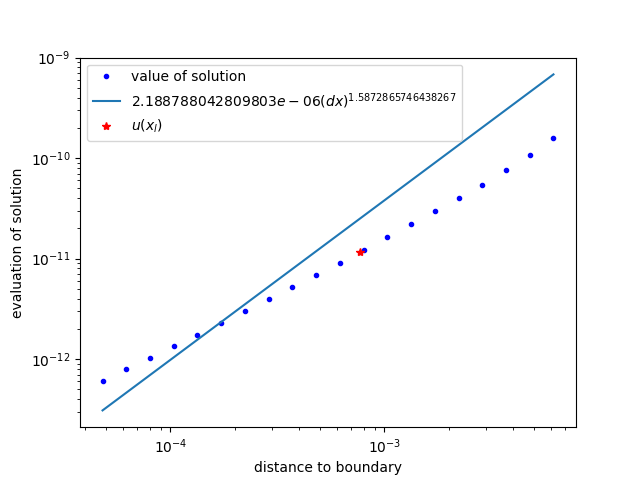 10^{-9}
value of solution
2.188788042809803e − 06(dx)^{1.5872865746438267}
u(x_l)
10^{-10}
10^{-11}
10^{-12}
evaluation of solution
10^{-4}
10^{-3}
distance to boundary